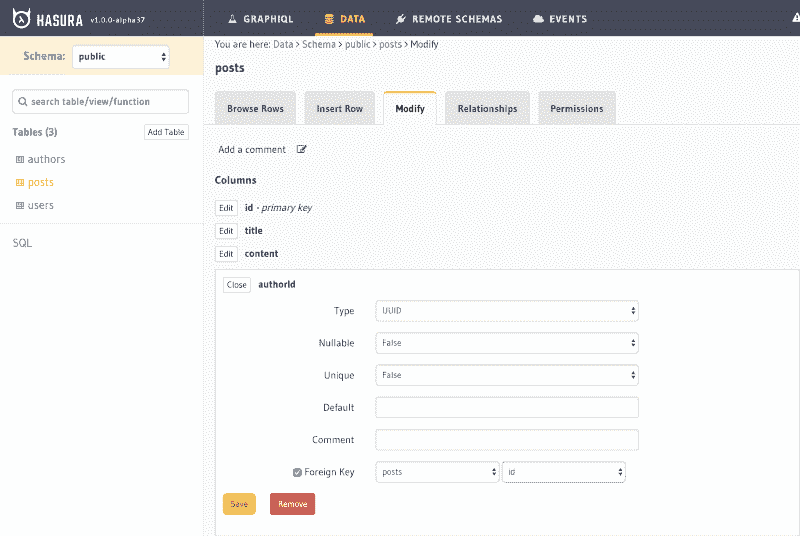 HASURA v1.0.0-alpha37
GRAPHIQL
DATA
REMOTE SCHEMAS
EVENTS
Schema: public
search table/view/function
Tables (3) Add Table
authors
posts
users
SQL
You are here: Data > Schema > public > posts > Modify
posts
Browse Rows Insert Row Modify Relationships Permissions
Add a comment
Columns
Edit id - primary key
Edit title
Edit content
Close authorId
Type UUID
Nullable False
Unique False
Default
Comment
Foreign Key posts id
Save Remove